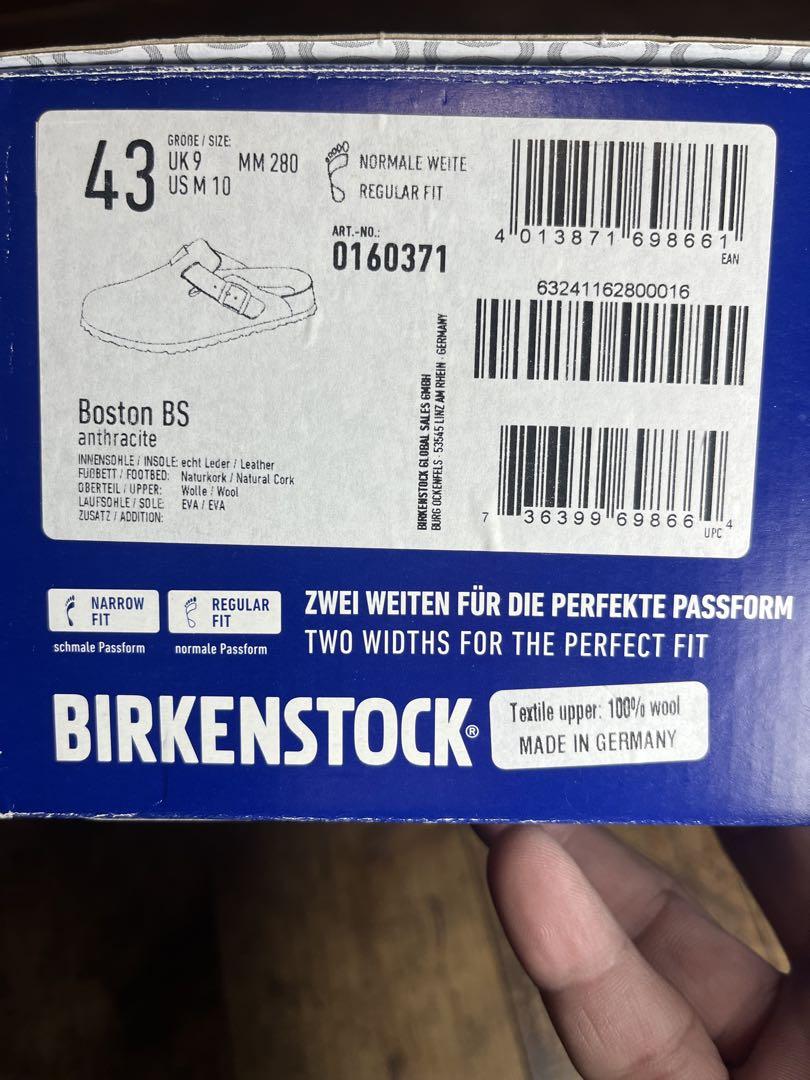 43
GRÖßE / SIZE:
UK 9 MM 280
US M 10
NORMALE WEITE
REGULAR FIT
ART.-NO.:
0160371
4 013871 698661
EAN
63241162800016
7 36399 69866 4
UPC
BIRKENSTOCK GLOBAL SALES GMBH
BURG OCKENFELS · 53545 LINZ AM RHEIN · GERMANY
Boston BS
anthracite
INNENSOHLE / INSOLE: echt Leder / Leather
FUßBETT / FOOTBED: Naturkork / Natural Cork
OBERTEIL / UPPER: Wolle / Wool
LAUFSOHLE / SOLE: EVA / EVA
ZUSATZ / ADDITION:
NARROW
FIT
schmale Passform
REGULAR
FIT
normale Passform
ZWEI WEITEN FÜR DIE PERFEKTE PASSFORM
TWO WIDTHS FOR THE PERFECT FIT
BIRKENSTOCK®
Textile upper: 100% wool
MADE IN GERMANY